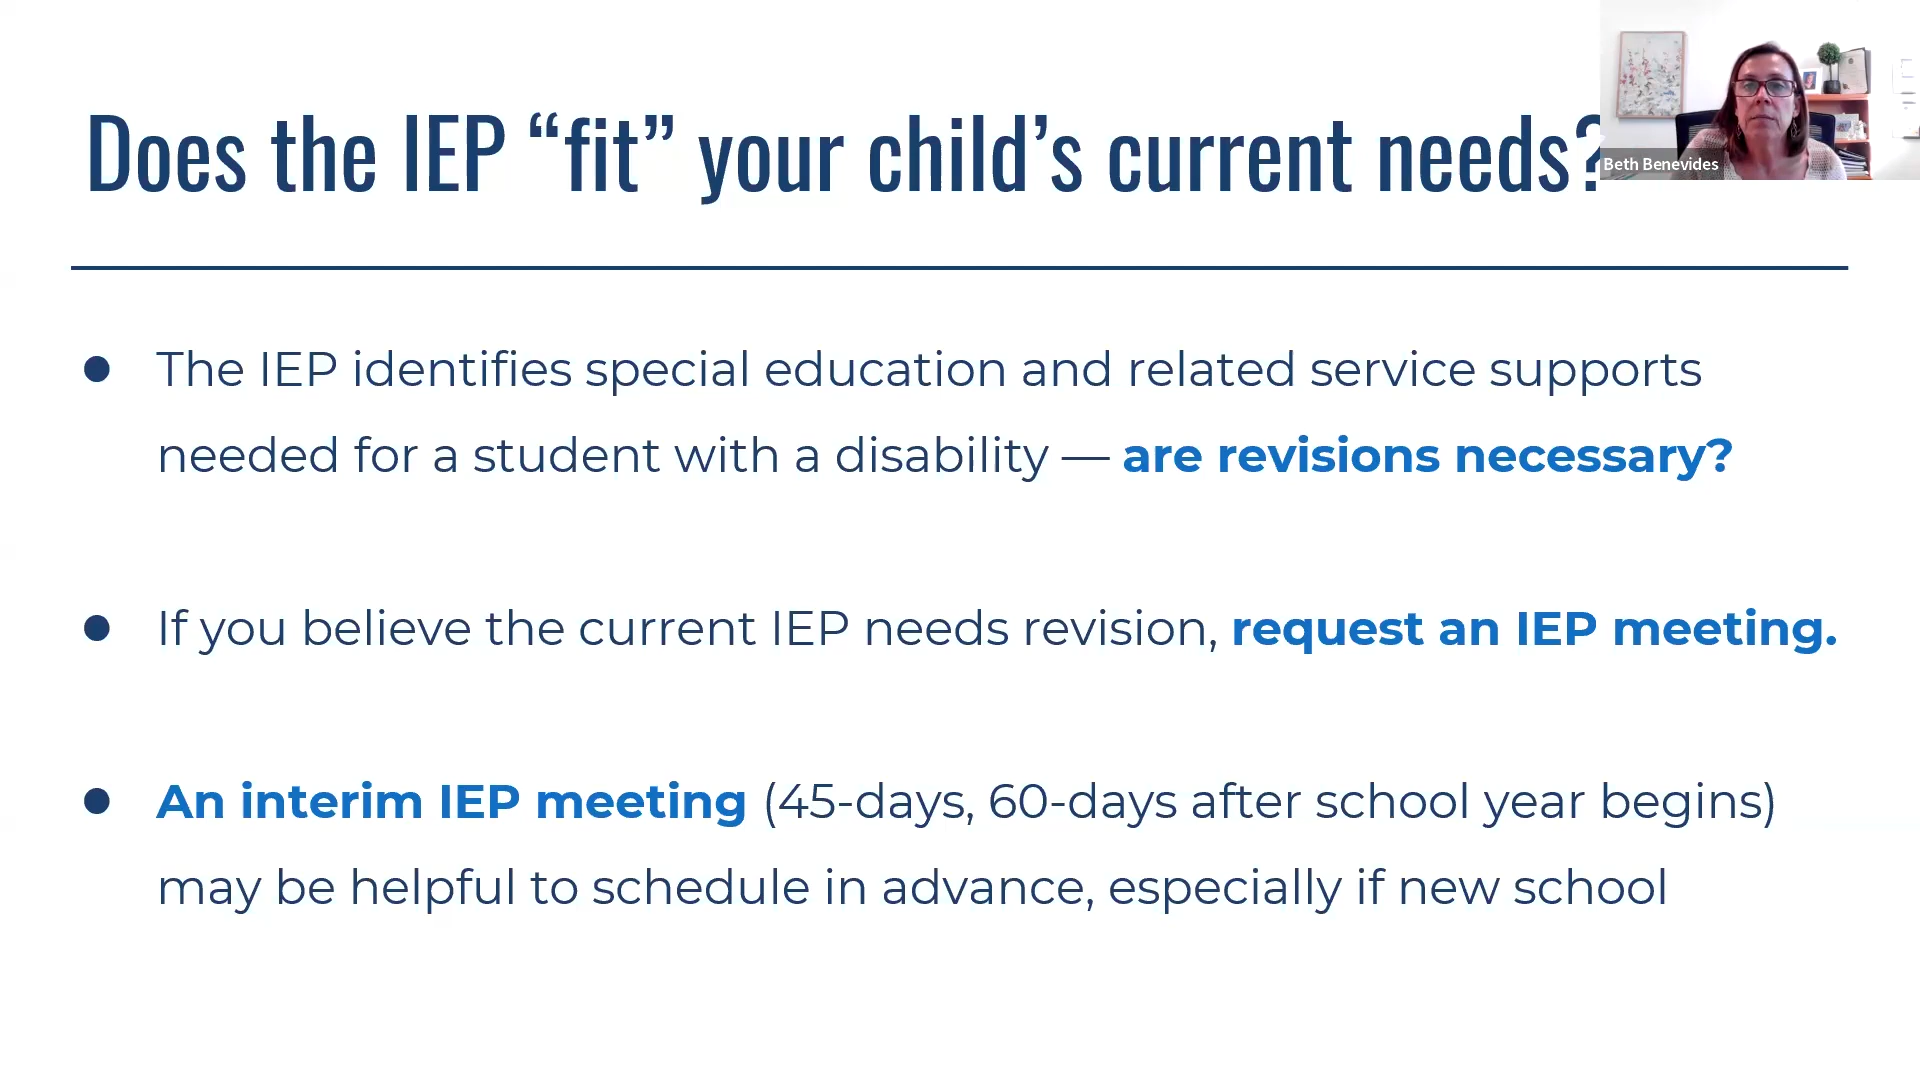 Does the IEP “fit” your child’s current needs?
Beth Benevides
● The IEP identifies special education and related service supports
needed for a student with a disability — are revisions necessary?
● If you believe the current IEP needs revision, request an IEP meeting.
● An interim IEP meeting (45-days, 60-days after school year begins)
may be helpful to schedule in advance, especially if new school